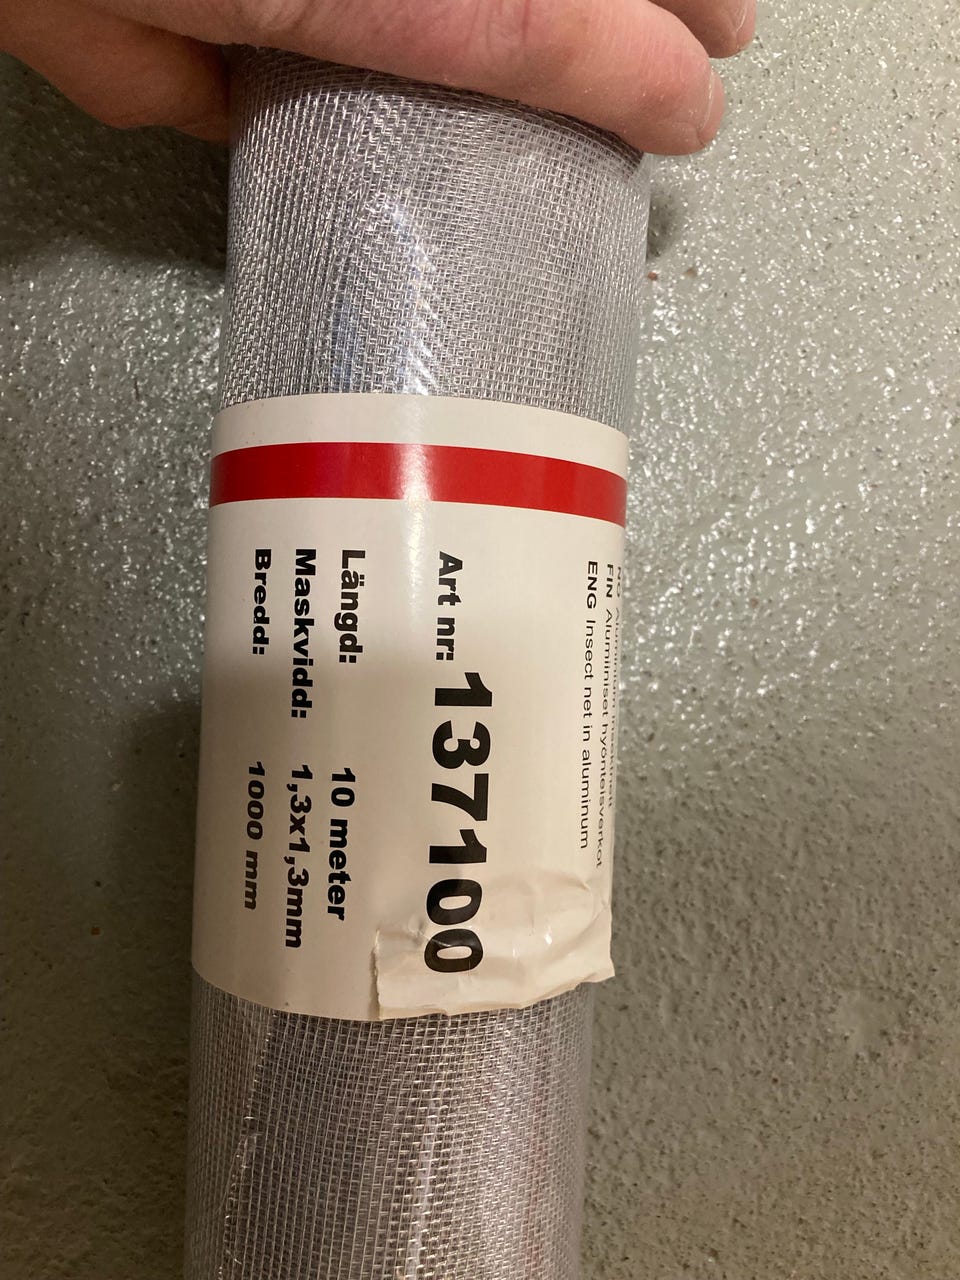 FIN Alumiiniset hyönteisverkot
ENG Insect net in aluminum
Art nr: 137100
Längd: 10 meter
Maskvidd: 1,3x1,3mm
Bredd: 1000 mm